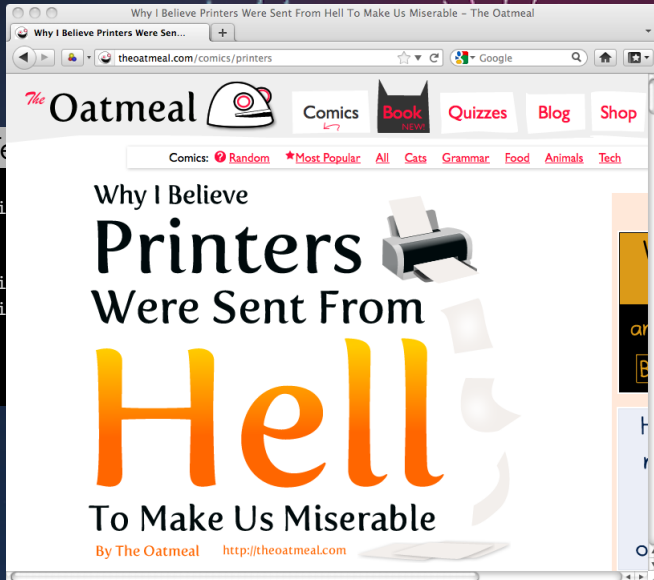 Why I Believe Printers Were Sent From Hell To Make Us Miserable – The Oatmeal
Why I Believe Printers Were Sen...
theoatmeal.com/comics/printers
Google
The Oatmeal
Comics
Book
NEW!
Quizzes
Blog
Shop
Comics: Random Most Popular All Cats Grammar Food Animals Tech
Why I Believe
Printers
Were Sent From
Hell
To Make Us Miserable
By The Oatmeal http://theoatmeal.com